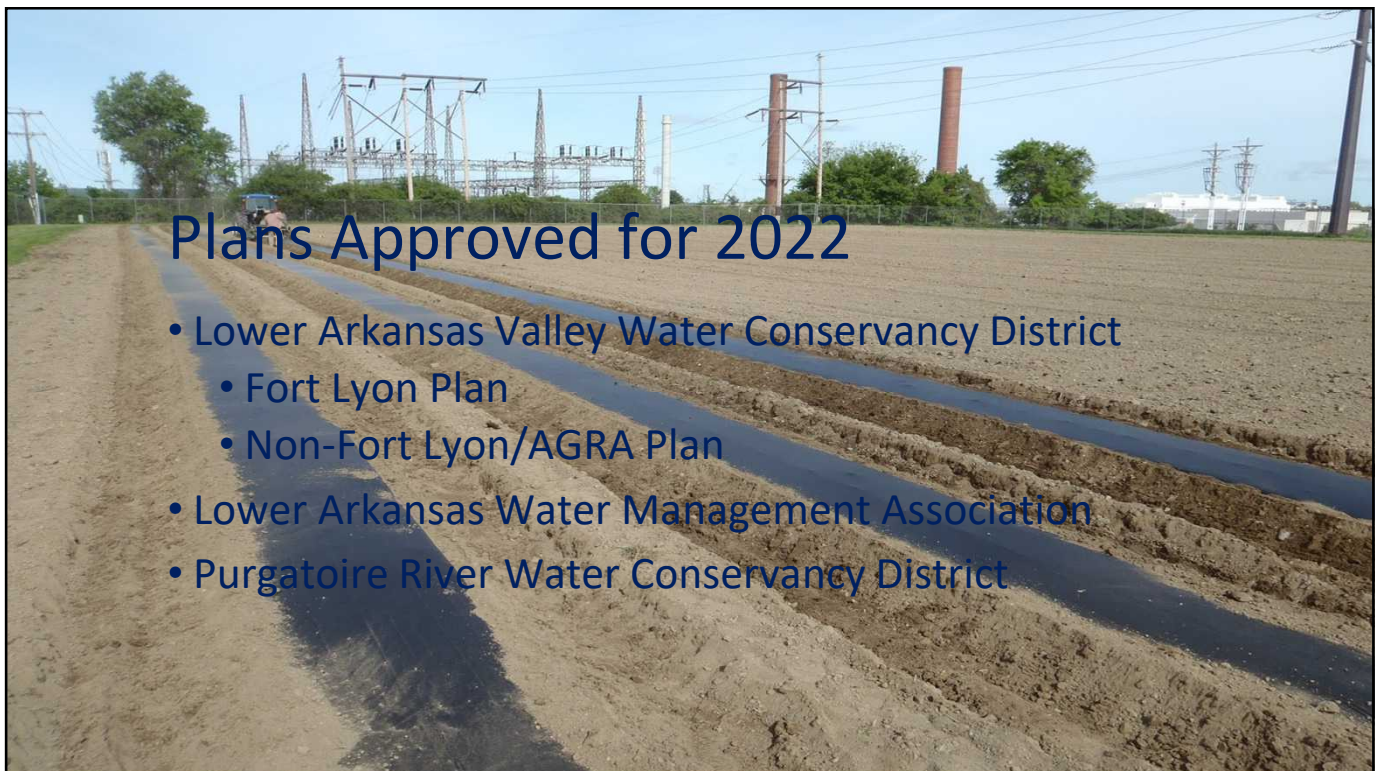 Plans Approved for 2022
• Lower Arkansas Valley Water Conservancy District
• Fort Lyon Plan
• Non-Fort Lyon/AGRA Plan
• Lower Arkansas Water Management Association
• Purgatoire River Water Conservancy District